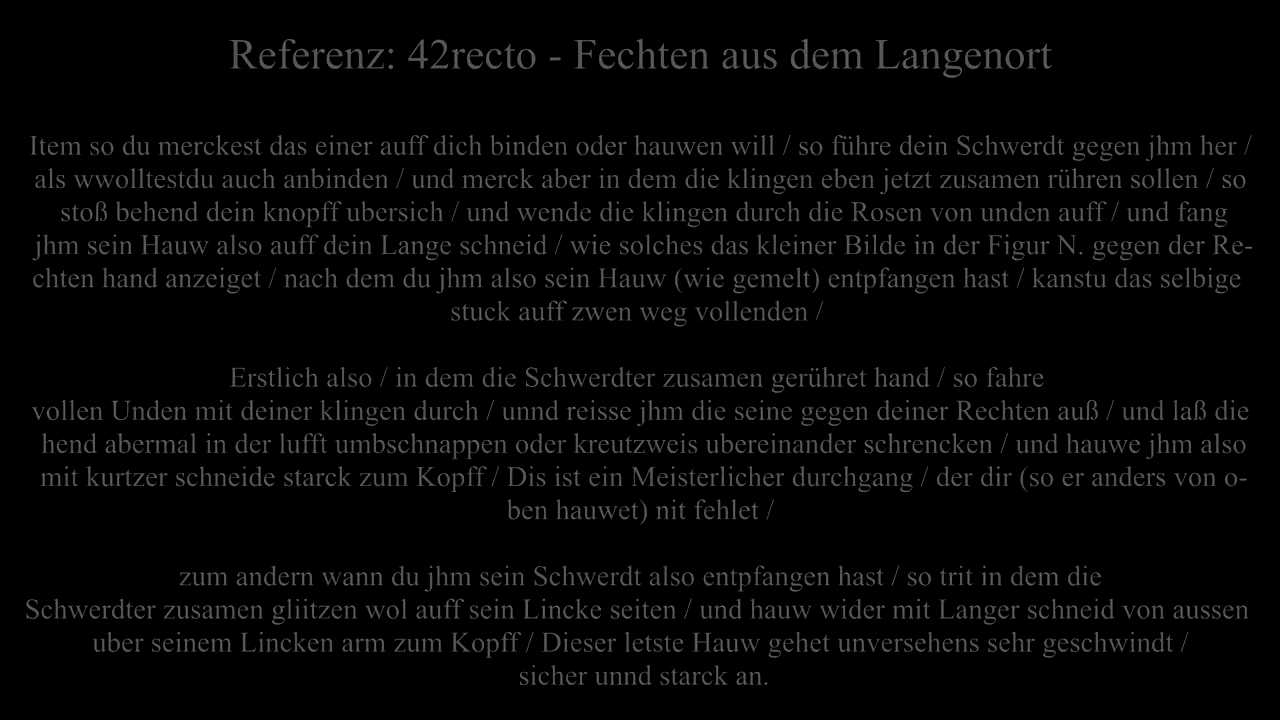 Referenz: 42recto - Fechten aus dem Langenort
Item so du merckest das einer auff dich binden oder hauwen will / so führe dein Schwerdt gegen jhm her /
als wwolltestdu auch anbinden / und merck aber in dem die klingen eben jetzt zusamen rühren sollen / so
stoß behend dein knopff ubersich / und wende die klingen durch die Rosen von unden auff / und fang
jhm sein Hauw also auff dein Lange schneid / wie solches das kleiner Bilde in der Figur N. gegen der Re-
chten hand anzeiget / nach dem du jhm also sein Hauw (wie gemelt) entpfangen hast / kanstu das selbige
stuck auff zwen weg vollenden /
Erstlich also / in dem die Schwerdter zusamen gerühret hand / so fahre
vollen Unden mit deiner klingen durch / unnd reisse jhm die seine gegen deiner Rechten auß / und laß die
hend abermal in der lufft umbschnappen oder kreutzweis ubereinander schrencken / und hauwe jhm also
mit kurtzer schneide starck zum Kopff / Dis ist ein Meisterlicher durchgang / der dir (so er anders von o-
ben hauwet) nit fehlet /
zum andern wann du jhm sein Schwerdt also entpfangen hast / so trit in dem die
Schwerdter zusamen gliitzen wol auff sein Lincke seiten / und hauw wider mit Langer schneid von aussen
uber seinem Lincken arm zum Kopff / Dieser letste Hauw gehet unversehens sehr geschwindt /
sicher unnd starck an.